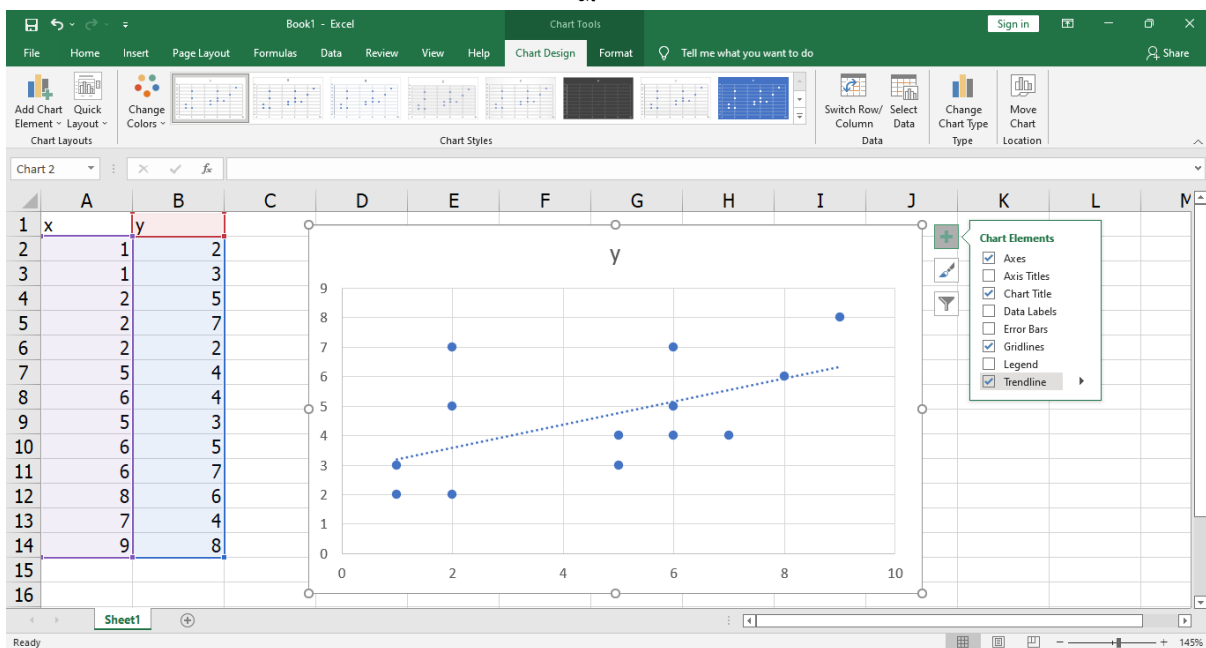 Book1 - Excel
Chart Tools
Sign in
File Home Insert Page Layout Formulas Data Review View Help Chart Design Format Tell me what you want to do Share
Add Chart Element
Quick Layout
Change Colors
Switch Row/ Column
Select Data
Change Chart Type
Move Chart
Chart Layouts
Chart Styles
Data
Type
Location
Chart 2
fx
A B C D E F G H I J K L M
1 x y
2 1 2
3 1 3
4 2 5
5 2 7
6 2 2
7 5 4
8 6 4
9 5 3
10 6 5
11 6 7
12 8 6
13 7 4
14 9 8
15
16
y
9
8
7
6
5
4
3
2
1
0
0 2 4 6 8 10
Chart Elements
Axes
Axis Titles
Chart Title
Data Labels
Error Bars
Gridlines
Legend
Trendline
Sheet1
Ready
145%